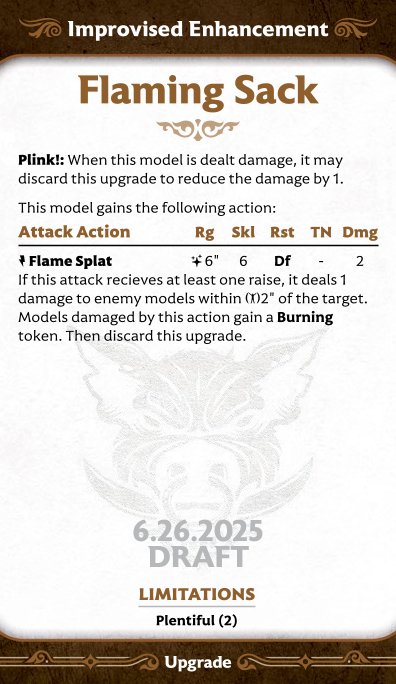 Improvised Enhancement
Flaming Sack
Plink!: When this model is dealt damage, it may
discard this upgrade to reduce the damage by 1.
This model gains the following action:
Attack Action Rg Skl Rst TN Dmg
Flame Splat 6" 6 Df - 2
If this attack recieves at least one raise, it deals 1
damage to enemy models within 2" of the target.
Models damaged by this action gain a Burning
token. Then discard this upgrade.
6.26.2025
DRAFT
LIMITATIONS
Plentiful (2)
Upgrade